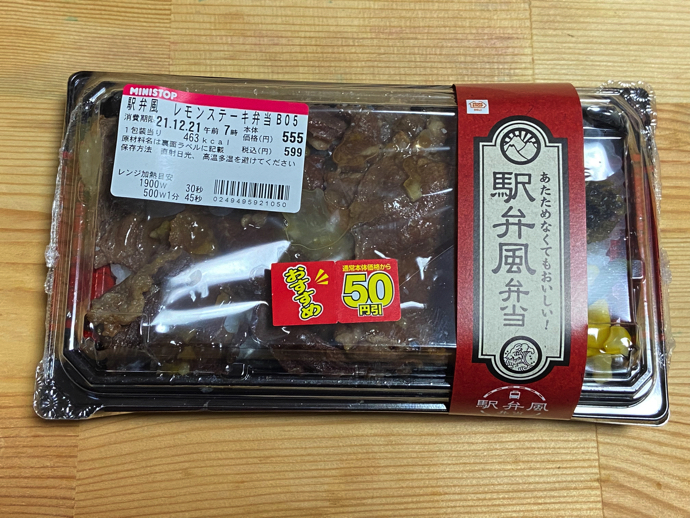 MINISTOP
駅弁風 レモンステーキ弁当B05
消費期限 21.12.21 午前 7時
本体価格(円) 555
1包装当り 463kcal
税込(円) 599
原材料名は裏面ラベルに記載
保存方法 直射日光、高温多湿を避けてください
レンジ加熱目安
1900W 30秒
500W 1分 45秒
0249495921050
おすすめ
通常本体価格から
50
円引
あたためなくてもおいしい!
駅弁風弁当
駅弁風